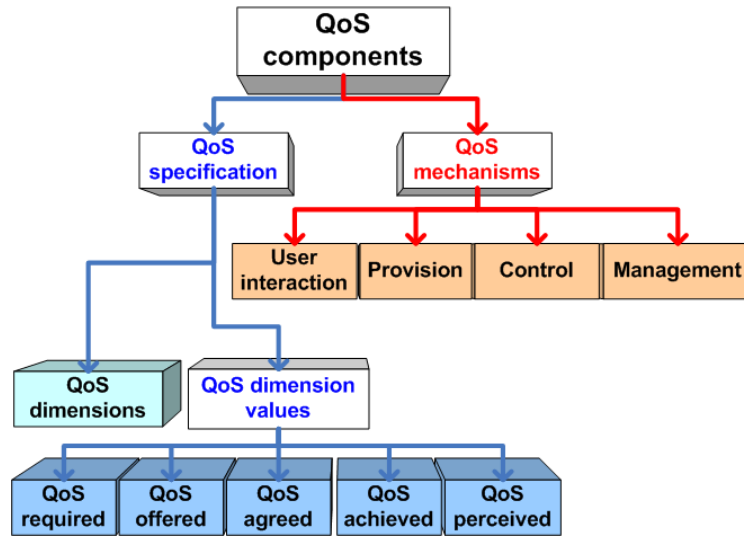 QoS
components
QoS
specification
QoS
mechanisms
User
interaction
Provision
Control
Management
QoS
dimensions
QoS dimension
values
QoS
required
QoS
offered
QoS
agreed
QoS
achieved
QoS
perceived